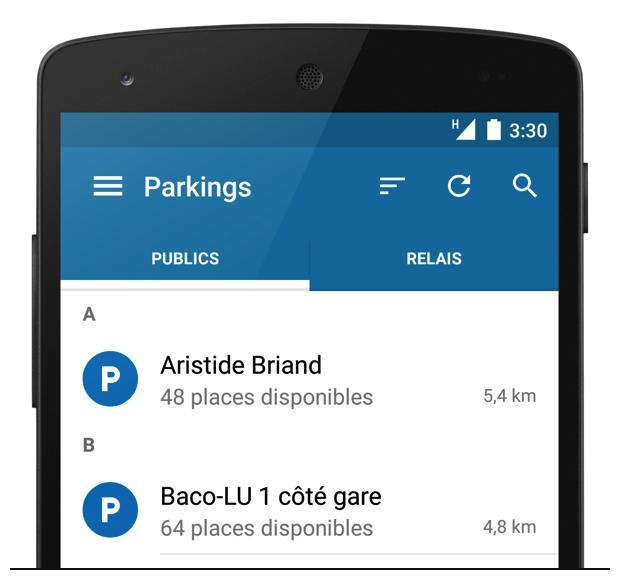 H 3:30
Parkings
PUBLICS RELAIS
A
P Aristide Briand
48 places disponibles 5,4 km
B
P Baco-LU 1 côté gare
64 places disponibles 4,8 km